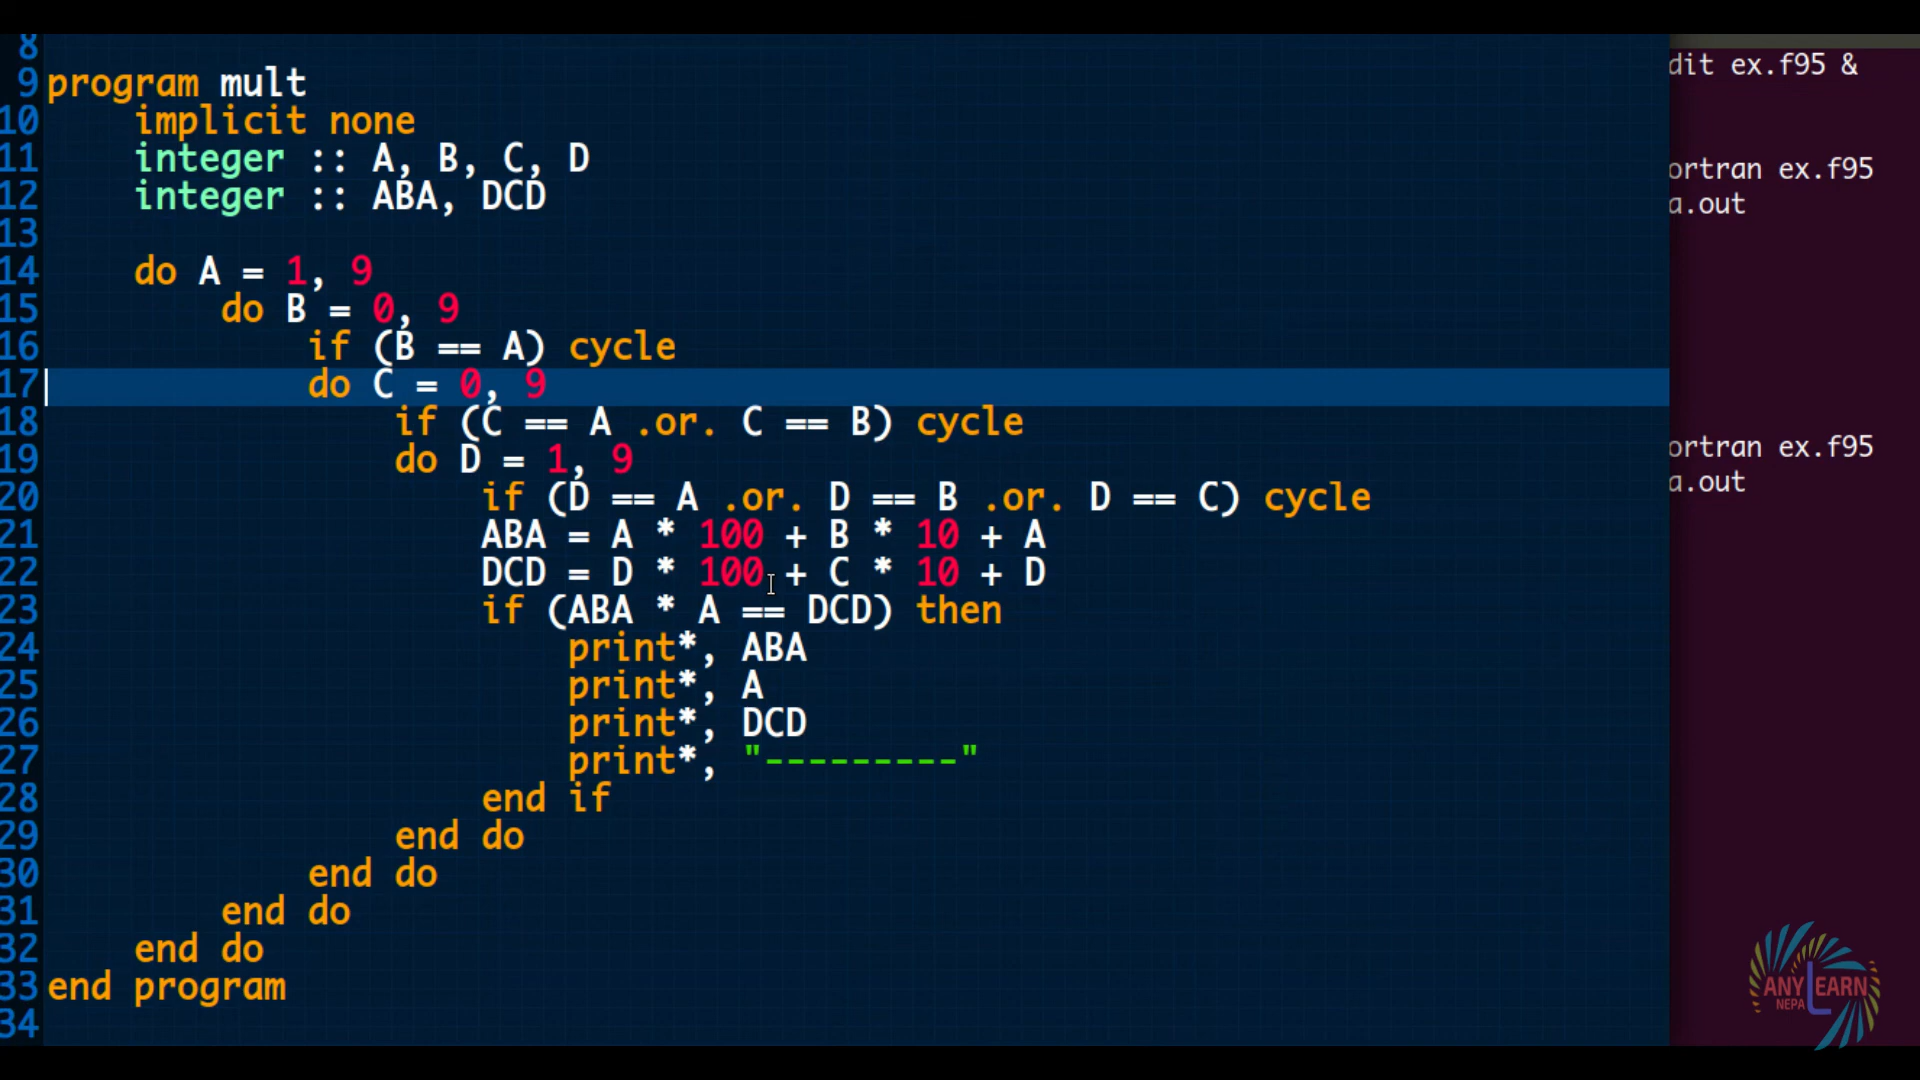 8
9 program mult
10     implicit none
11     integer :: A, B, C, D
12     integer :: ABA, DCD
13
14     do A = 1, 9
15         do B = 0, 9
16             if (B == A) cycle
17             do C = 0, 9
18                 if (C == A .or. C == B) cycle
19                 do D = 1, 9
20                     if (D == A .or. D == B .or. D == C) cycle
21                     ABA = A * 100 + B * 10 + A
22                     DCD = D * 100 + C * 10 + D
23                     if (ABA * A == DCD) then
24                         print*, ABA
25                         print*, A
26                         print*, DCD
27                         print*, "---------"
28                     end if
29                 end do
30             end do
31         end do
32     end do
33 end program
34
dit ex.f95 &
ortran ex.f95
a.out
ortran ex.f95
a.out
ANY LEARN
NEPA